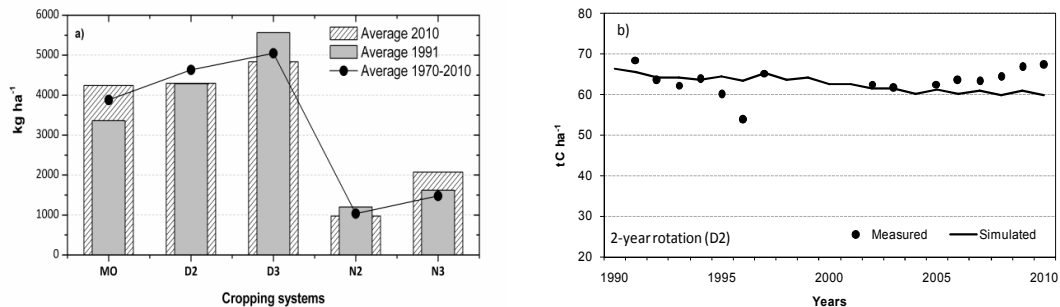 a)
Average 2010
Average 1991
Average 1970-2010
kg ha⁻¹
6000
5000
4000
3000
2000
1000
0
MO D2 D3 N2 N3
Cropping systems
b)
tC ha⁻¹
80
70
60
50
40
30
20
2-year rotation (D2)
Measured
Simulated
1990 1995 2000 2005 2010
Years